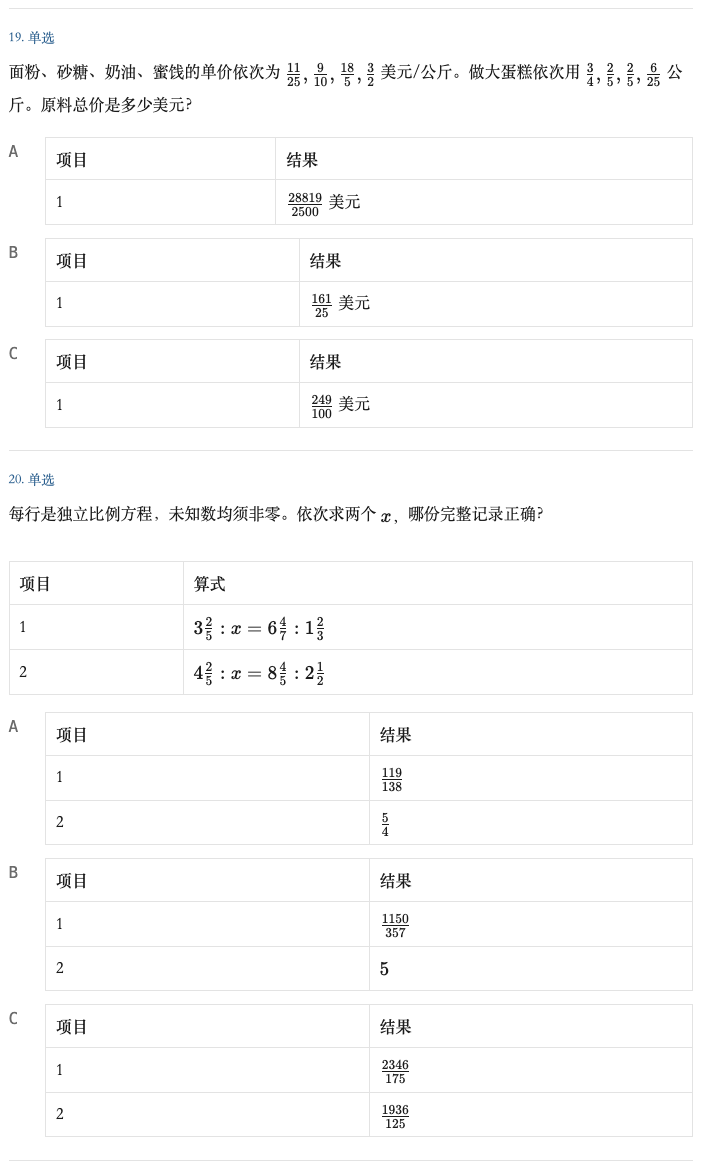 19. 单选
面粉、砂糖、奶油、蜜饯的单价依次为 11/25, 9/10, 18/5, 3/2 美元/公斤。做大蛋糕依次用 3/4, 2/5, 2/5, 6/25 公
斤。原料总价是多少美元?
A
项目 结果
1 28819/2500 美元
B
项目 结果
1 161/25 美元
C
项目 结果
1 249/100 美元
20. 单选
每行是独立比例方程，未知数均须非零。依次求两个 x，哪份完整记录正确?
项目 算式
1 3 2/5 : x = 6 4/7 : 1 2/3
2 4 2/5 : x = 8 4/5 : 2 1/2
A
项目 结果
1 119/138
2 5/4
B
项目 结果
1 1150/357
2 5
C
项目 结果
1 2346/175
2 1936/125